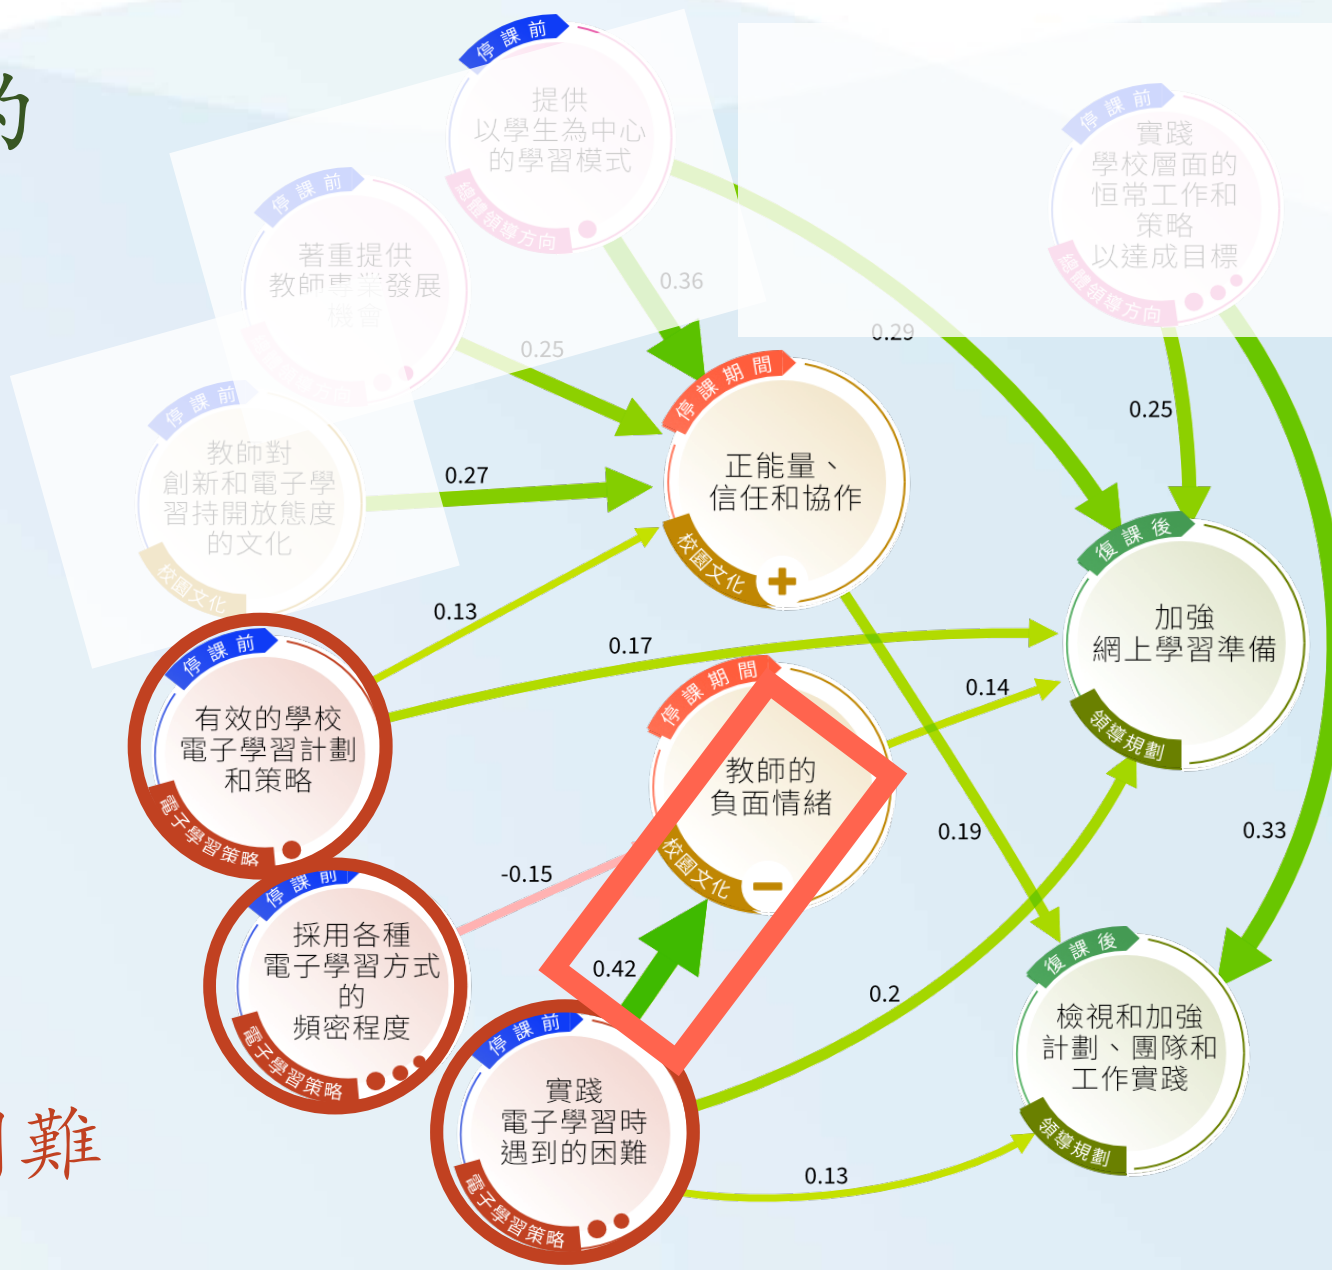 的
停課前
提供
以學生為中心
的學習模式
總體領導方向
停課前
實踐
學校層面的
恒常工作和
策略
以達成目標
總體領導方向
停課前
著重提供
教師專業發展
機會
0.36
0.29
0.25
0.25
停課前
教師對
創新和電子學
習持開放態度
的文化
校園文化
0.27
停課期間
正能量、
信任和協作
校園文化
復課後
加強
網上學習準備
領導規劃
0.13
0.17
0.14
停課前
有效的學校
電子學習計劃
和策略
電子學習策略
停課期間
教師的
負面情緒
校園文化
-0.15
0.19
0.33
停課前
採用各種
電子學習方式
的
頻密程度
電子學習策略
0.42
0.2
復課後
檢視和加強
計劃、團隊和
工作實踐
領導規劃
停課前
實踐
電子學習時
遇到的困難
電子學習策略
0.13
難